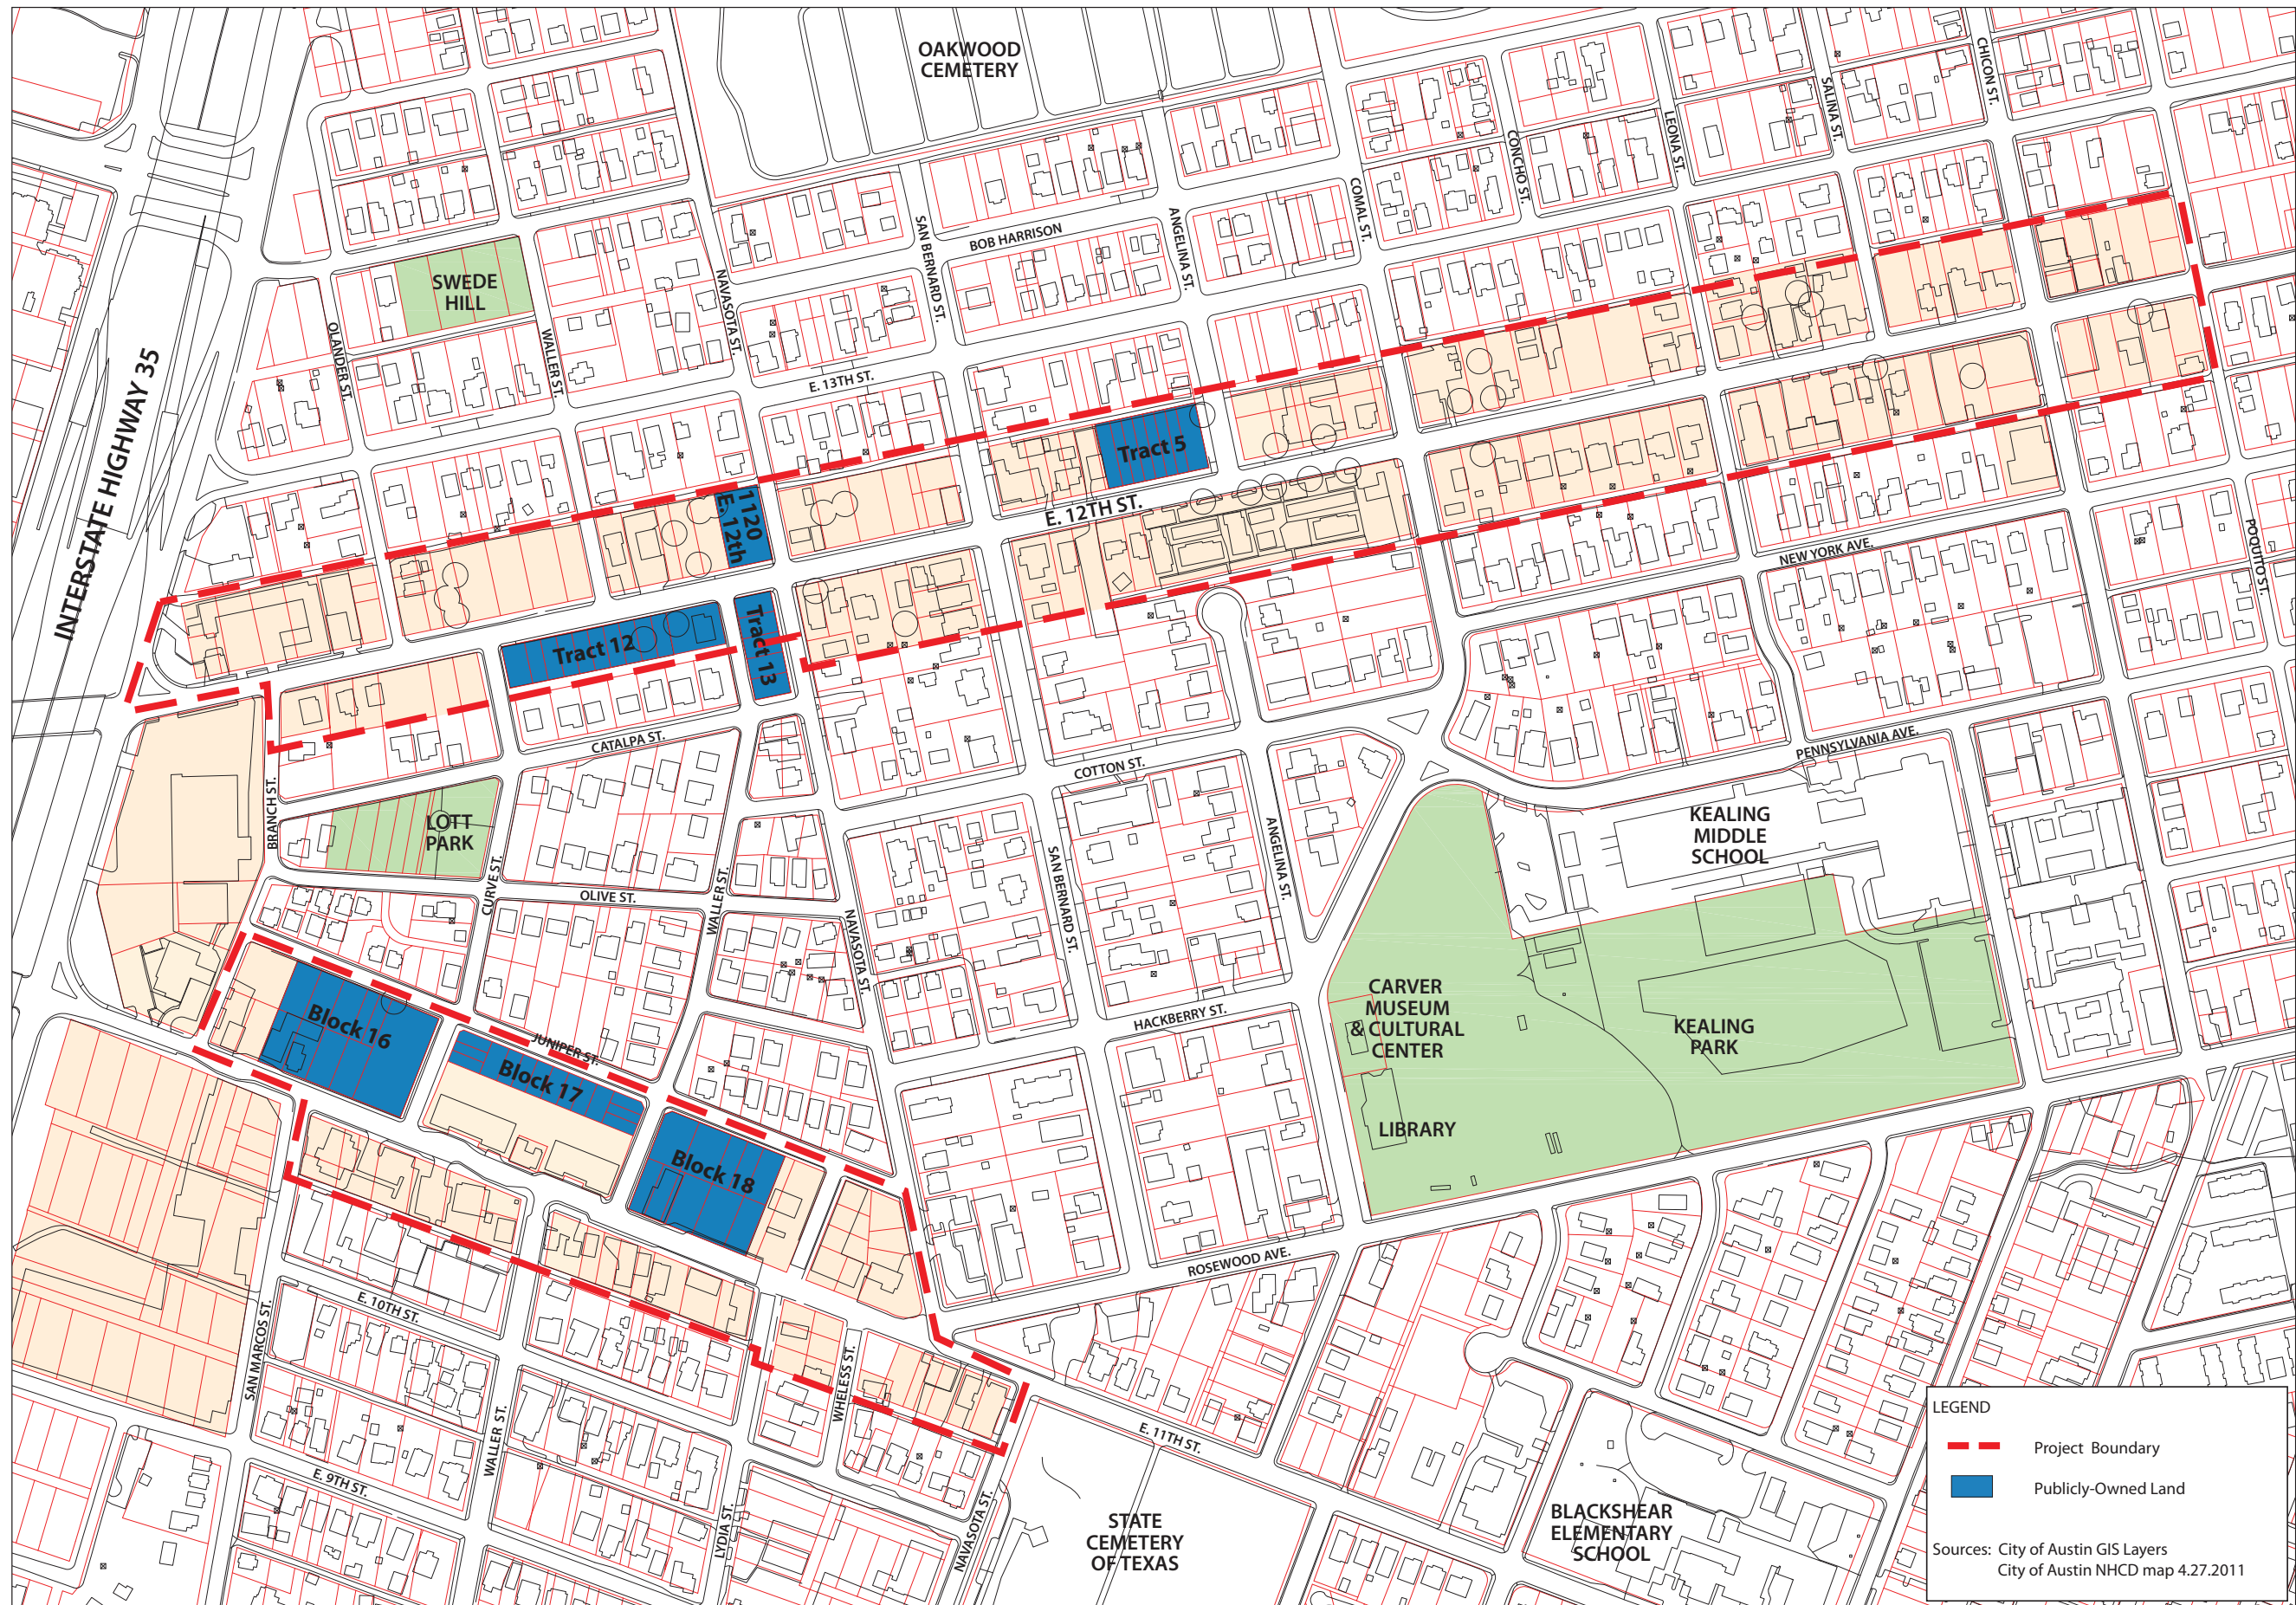 OAKWOOD
CEMETERY
CHICON ST.
SALINA ST.
LEONA ST.
CONCHO ST.
COMAL ST.
ANGELINA ST.
SAN BERNARD ST.
BOB HARRISON
NAVASOTA ST.
SWEDE
HILL
OLANDER ST.
WALLER ST.
E. 13TH ST.
INTERSTATE HIGHWAY 35
Tract 5
1120
E. 12th
E. 12TH ST.
NEW YORK AVE.
POQUITO ST.
Tract 12
Tract 13
CATALPA ST.
COTTON ST.
PENNSYLVANIA AVE.
BRANCH ST.
LOTT
PARK
KEALING
MIDDLE
SCHOOL
CURVE ST.
OLIVE ST.
WALLER ST.
NAVASOTA ST.
SAN BERNARD ST.
ANGELINA ST.
CARVER
MUSEUM
& CULTURAL
CENTER
HACKBERRY ST.
KEALING
PARK
Block 16
JUNIPER ST.
Block 17
LIBRARY
Block 18
ROSEWOOD AVE.
SAN MARCOS ST.
E. 10TH ST.
WHELESS ST.
WALLER ST.
E. 11TH ST.
E. 9TH ST.
LYDIA ST.
NAVASOTA ST.
STATE
CEMETERY
OF TEXAS
BLACKSHEAR
ELEMENTARY
SCHOOL
LEGEND
Project Boundary
Publicly-Owned Land
Sources: City of Austin GIS Layers
City of Austin NHCD map 4.27.2011